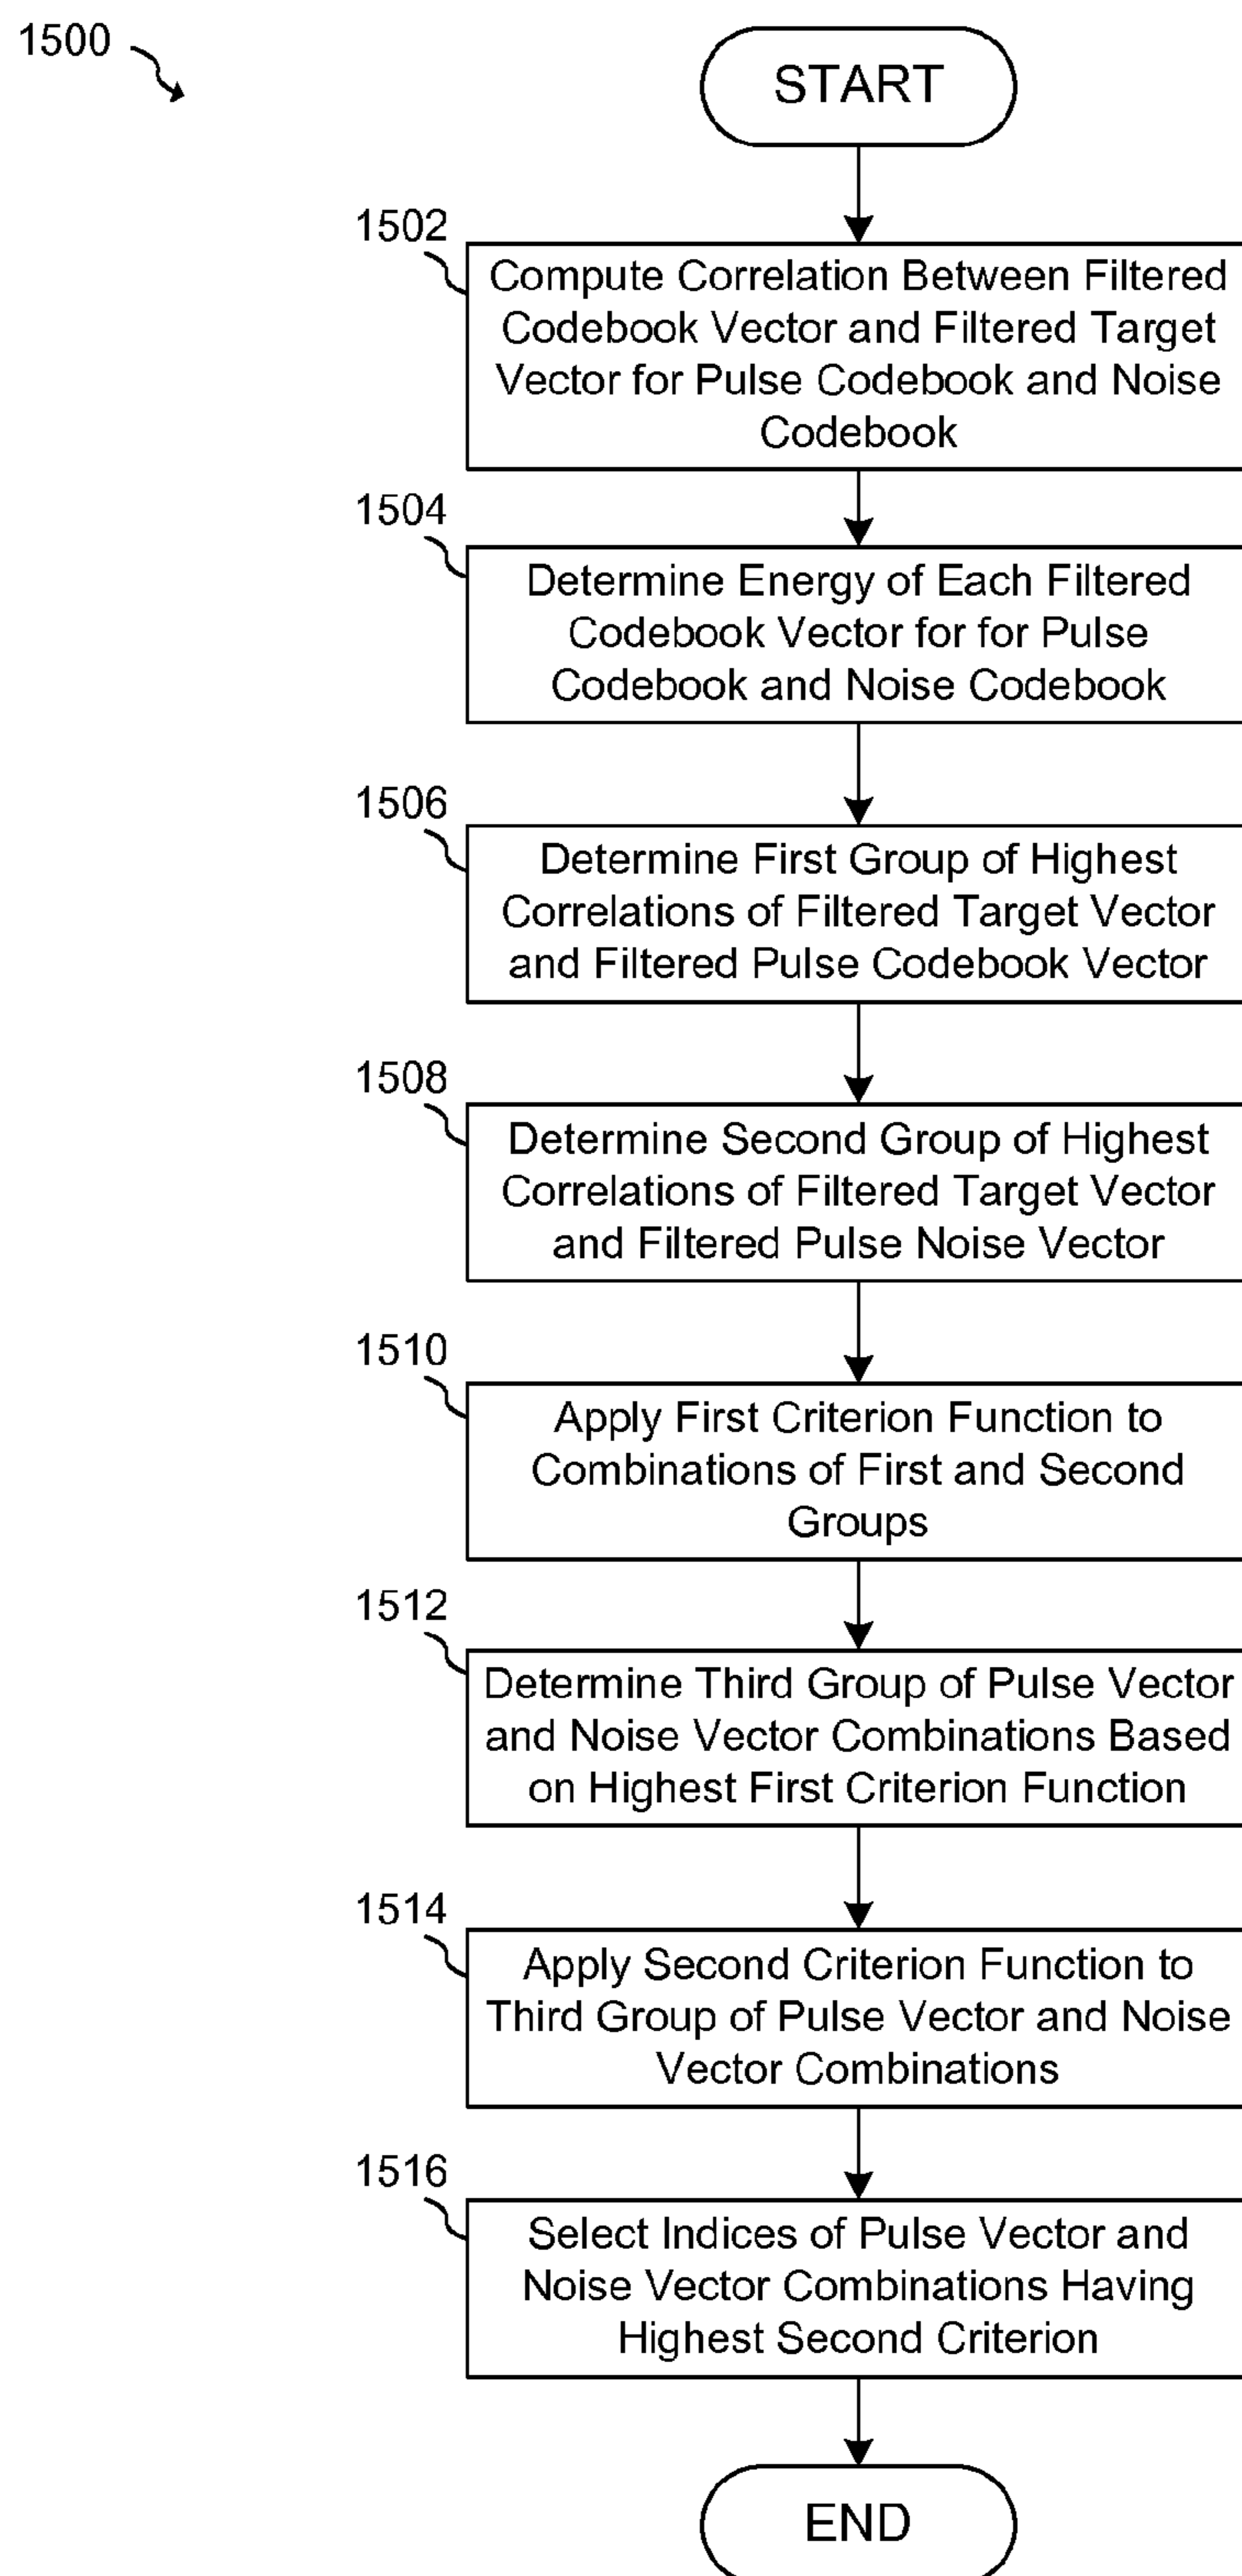 1500
START
1502
Compute Correlation Between Filtered
Codebook Vector and Filtered Target
Vector for Pulse Codebook and Noise
Codebook
1504
Determine Energy of Each Filtered
Codebook Vector for for Pulse
Codebook and Noise Codebook
1506
Determine First Group of Highest
Correlations of Filtered Target Vector
and Filtered Pulse Codebook Vector
1508
Determine Second Group of Highest
Correlations of Filtered Target Vector
and Filtered Pulse Noise Vector
1510
Apply First Criterion Function to
Combinations of First and Second
Groups
1512
Determine Third Group of Pulse Vector
and Noise Vector Combinations Based
on Highest First Criterion Function
1514
Apply Second Criterion Function to
Third Group of Pulse Vector and Noise
Vector Combinations
1516
Select Indices of Pulse Vector and
Noise Vector Combinations Having
Highest Second Criterion
END